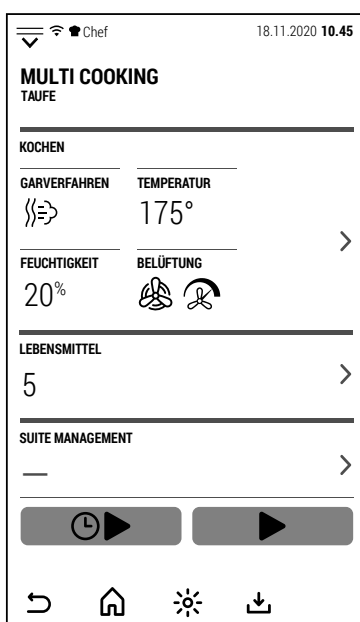 Chef 18.11.2020 10.45
MULTI COOKING
TAUFE
KOCHEN
GARVERFAHREN TEMPERATUR
175°
FEUCHTIGKEIT BELÜFTUNG
20%
LEBENSMITTEL
5
SUITE MANAGEMENT
—